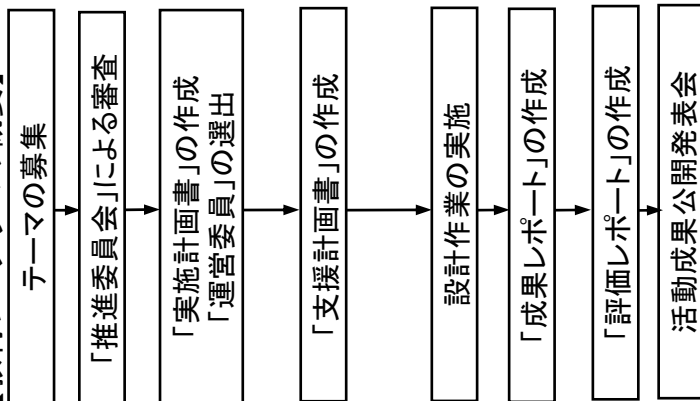 テーマの募集
「推進委員会」による審査
「実施計画書」の作成
「運営委員」の選出
「支援計画書」の作成
設計作業の実施
「成果レポート」の作成
「評価レポート」の作成
活動成果公開発表会